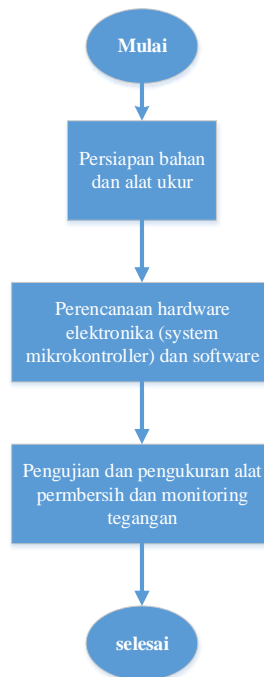 Mulai
Persiapan bahan
dan alat ukur
Perencanaan hardware
elektronika (system
mikrokontroller) dan software
Pengujian dan pengukuran alat
permbersih dan monitoring
tegangan
selesai